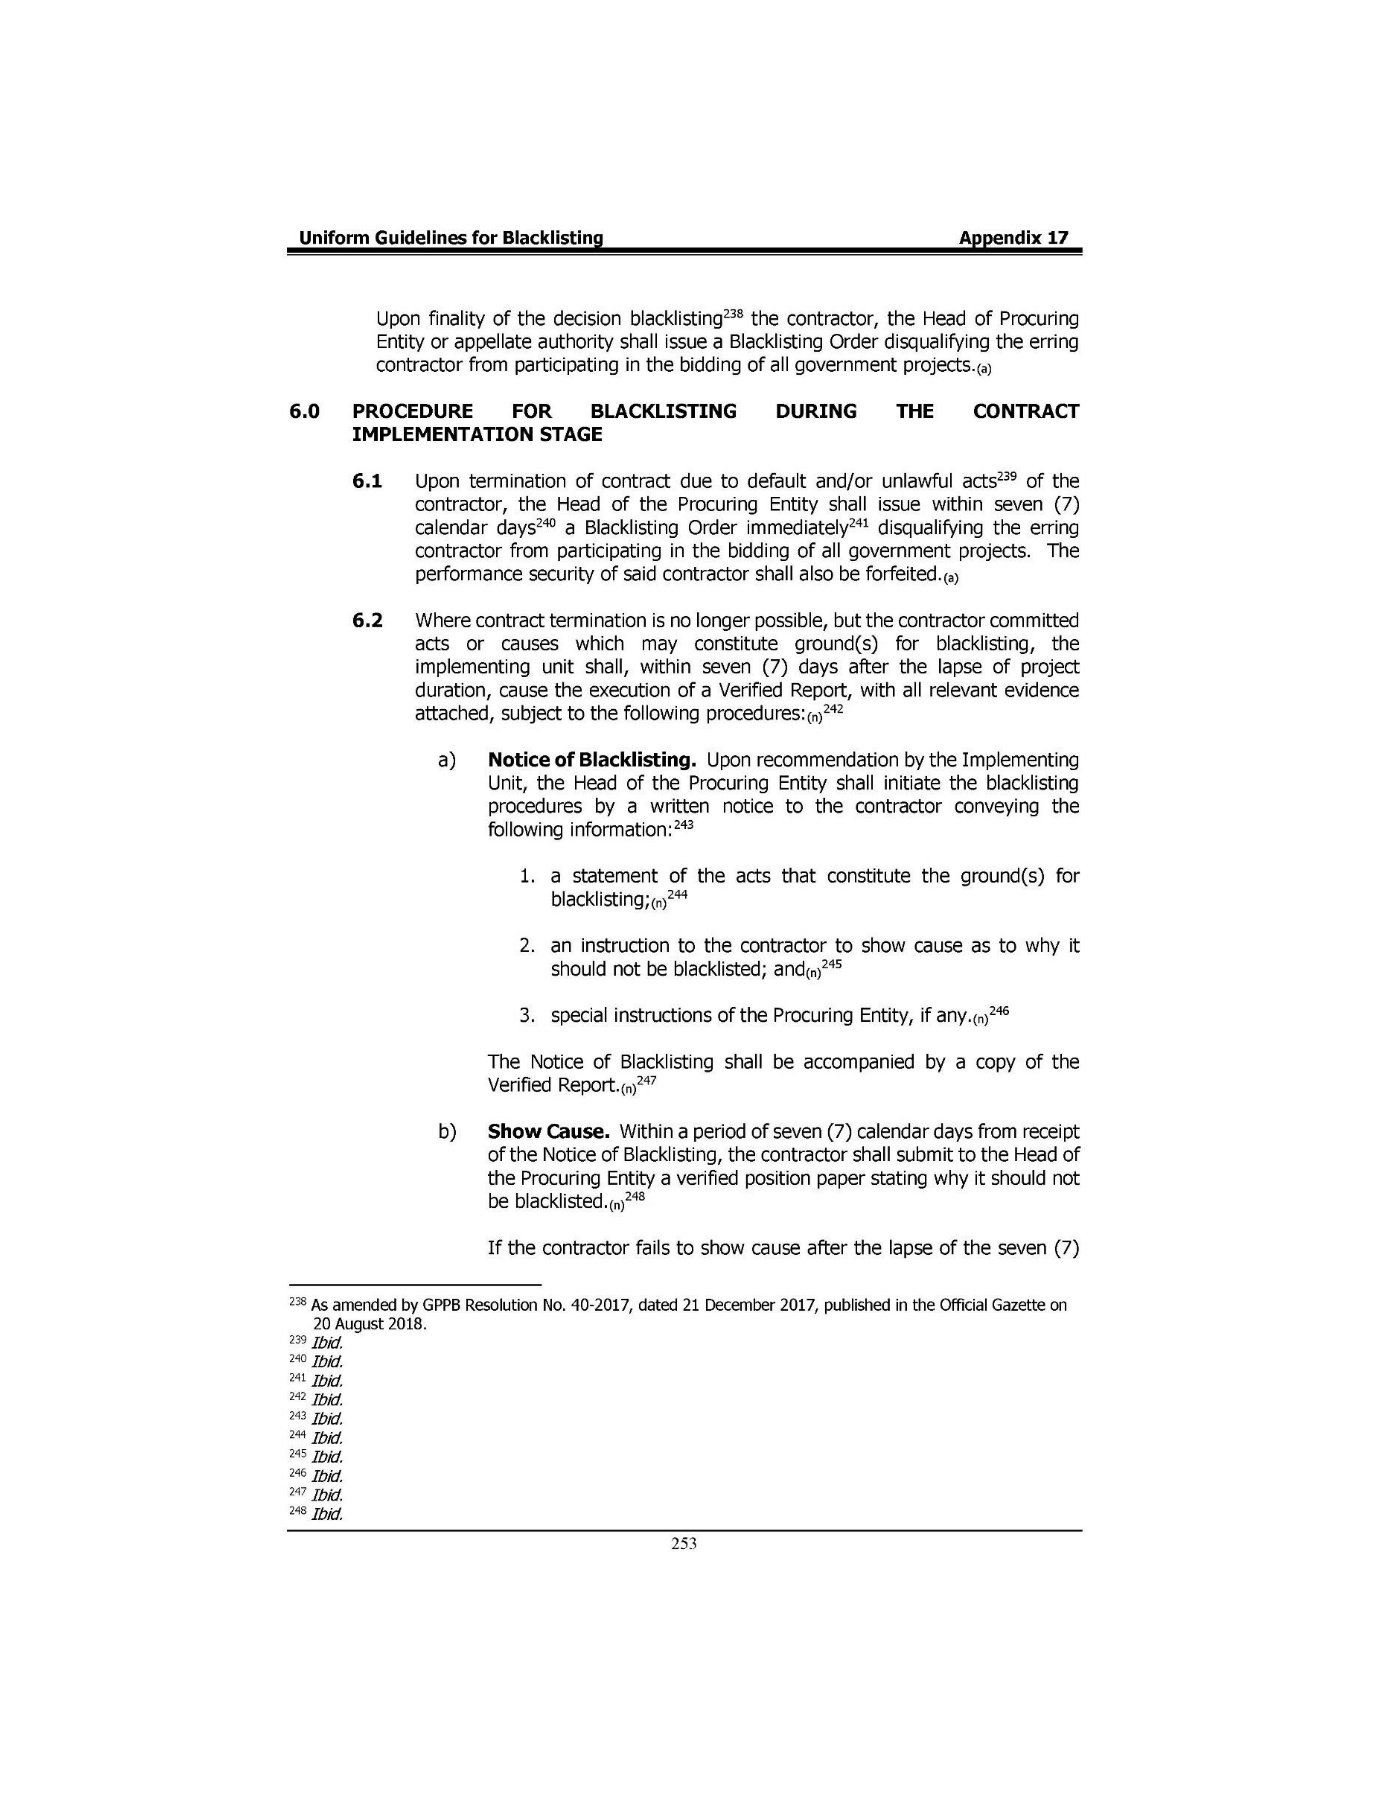 Uniform Guidelines for Blacklisting Appendix 17
Upon finality of the decision blacklisting238 the contractor, the Head of Procuring
Entity or appellate authority shall issue a Blacklisting Order disqualifying the erring
contractor from participating in the bidding of all government projects.(a)
6.0 PROCEDURE FOR BLACKLISTING DURING THE CONTRACT
IMPLEMENTATION STAGE
6.1 Upon termination of contract due to default and/or unlawful acts239 of the
contractor, the Head of the Procuring Entity shall issue within seven (7)
calendar days240 a Blacklisting Order immediately241 disqualifying the erring
contractor from participating in the bidding of all government projects. The
performance security of said contractor shall also be forfeited.(a)
6.2 Where contract termination is no longer possible, but the contractor committed
acts or causes which may constitute ground(s) for blacklisting, the
implementing unit shall, within seven (7) days after the lapse of project
duration, cause the execution of a Verified Report, with all relevant evidence
attached, subject to the following procedures:(n)242
a) Notice of Blacklisting. Upon recommendation by the Implementing
Unit, the Head of the Procuring Entity shall initiate the blacklisting
procedures by a written notice to the contractor conveying the
following information:243
1. a statement of the acts that constitute the ground(s) for
blacklisting;(n)244
2. an instruction to the contractor to show cause as to why it
should not be blacklisted; and(n)245
3. special instructions of the Procuring Entity, if any.(n)246
The Notice of Blacklisting shall be accompanied by a copy of the
Verified Report.(n)247
b) Show Cause. Within a period of seven (7) calendar days from receipt
of the Notice of Blacklisting, the contractor shall submit to the Head of
the Procuring Entity a verified position paper stating why it should not
be blacklisted.(n)248
If the contractor fails to show cause after the lapse of the seven (7)
238 As amended by GPPB Resolution No. 40-2017, dated 21 December 2017, published in the Official Gazette on
20 August 2018.
239 Ibid.
240 Ibid.
241 Ibid.
242 Ibid.
243 Ibid.
244 Ibid.
245 Ibid.
246 Ibid.
247 Ibid.
248 Ibid.
253